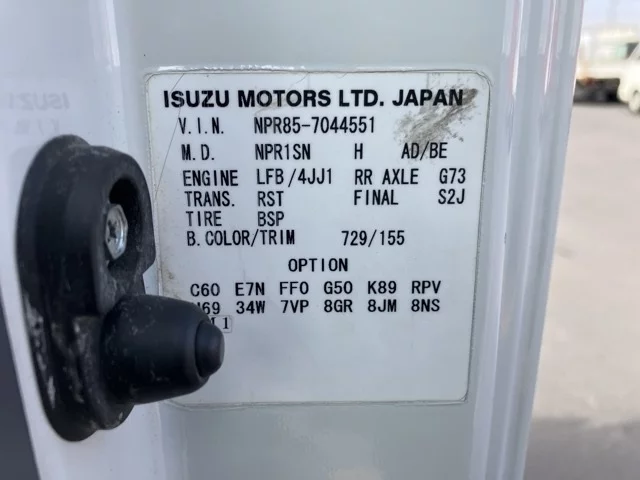 ISUZU MOTORS LTD. JAPAN
V.I.N. NPR85-7044551
M.D. NPR1SN H AD/BE
ENGINE LFB/4JJ1 RR AXLE G73
TRANS. RST FINAL S2J
TIRE BSP
B.COLOR/TRIM 729/155
OPTION
C60 E7N FF0 G50 K89 RPV
34W 7VP 8GR 8JM 8NS